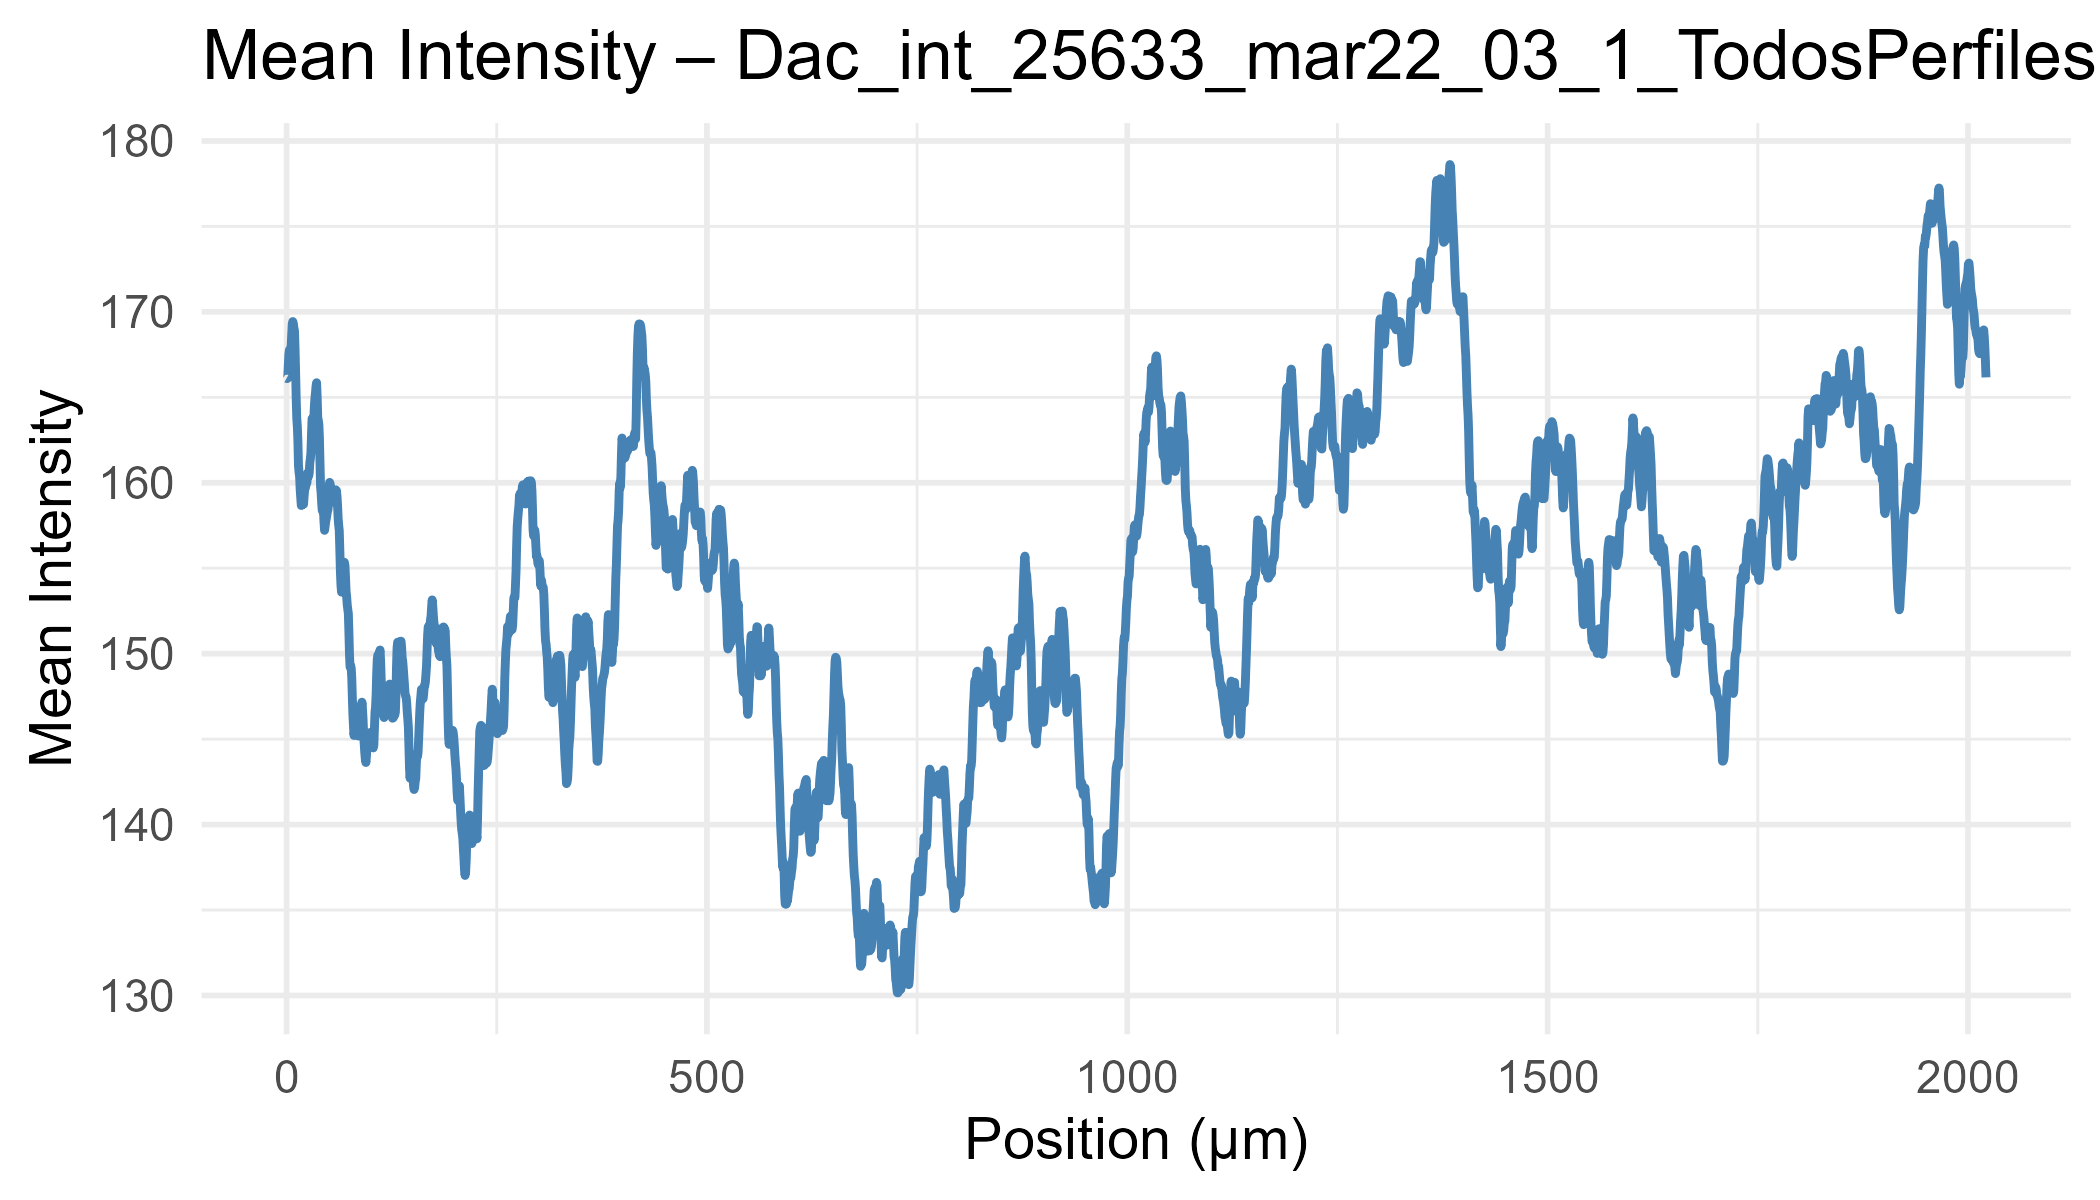 Mean Intensity – Dac_int_25633_mar22_03_1_TodosPerfiles
Mean Intensity
180
170
160
150
140
130
0 500 1000 1500 2000
Position (µm)